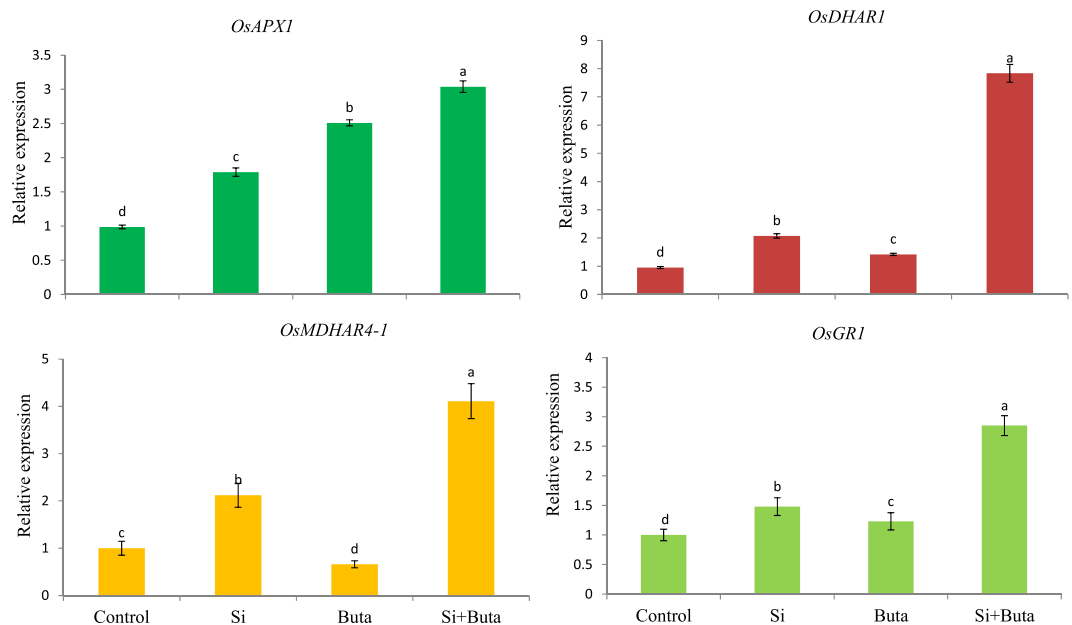 OsAPX1
3.5
3
2.5
2
1.5
1
0.5
0
Relative expression
d
c
b
a
OsDHAR1
9
8
7
6
5
4
3
2
1
0
Relative expression
d
b
c
a
OsMDHAR4-1
5
4
3
2
1
0
Relative expression
c
b
d
a
Control Si Buta Si+Buta
OsGR1
4
3.5
3
2.5
2
1.5
1
0.5
0
Relative expression
d
b
c
a
Control Si Buta Si+Buta